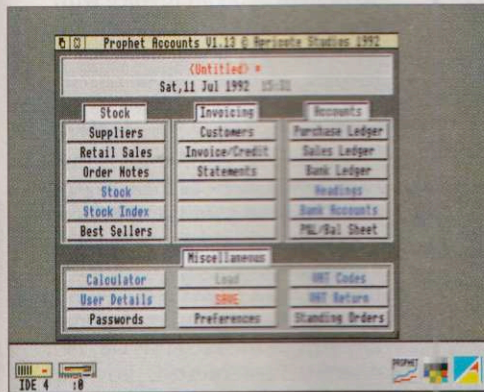 Prophet Accounts V1.13 © Apricote Studios 1992
<Untitled> *
Sat,11 Jul 1992 15:31
Stock
Suppliers
Retail Sales
Order Notes
Stock
Stock Index
Best Sellers
Invoicing
Customers
Invoice/Credit
Statements
Accounts
Purchase Ledger
Sales Ledger
Bank Ledger
Headings
Bank Accounts
P&L/Bal Sheet
Miscellaneous
Calculator
User Details
Passwords
Load
SAVE
Preferences
VAT Codes
VAT Return
Standing Orders
IDE 4
:0
PROPHET